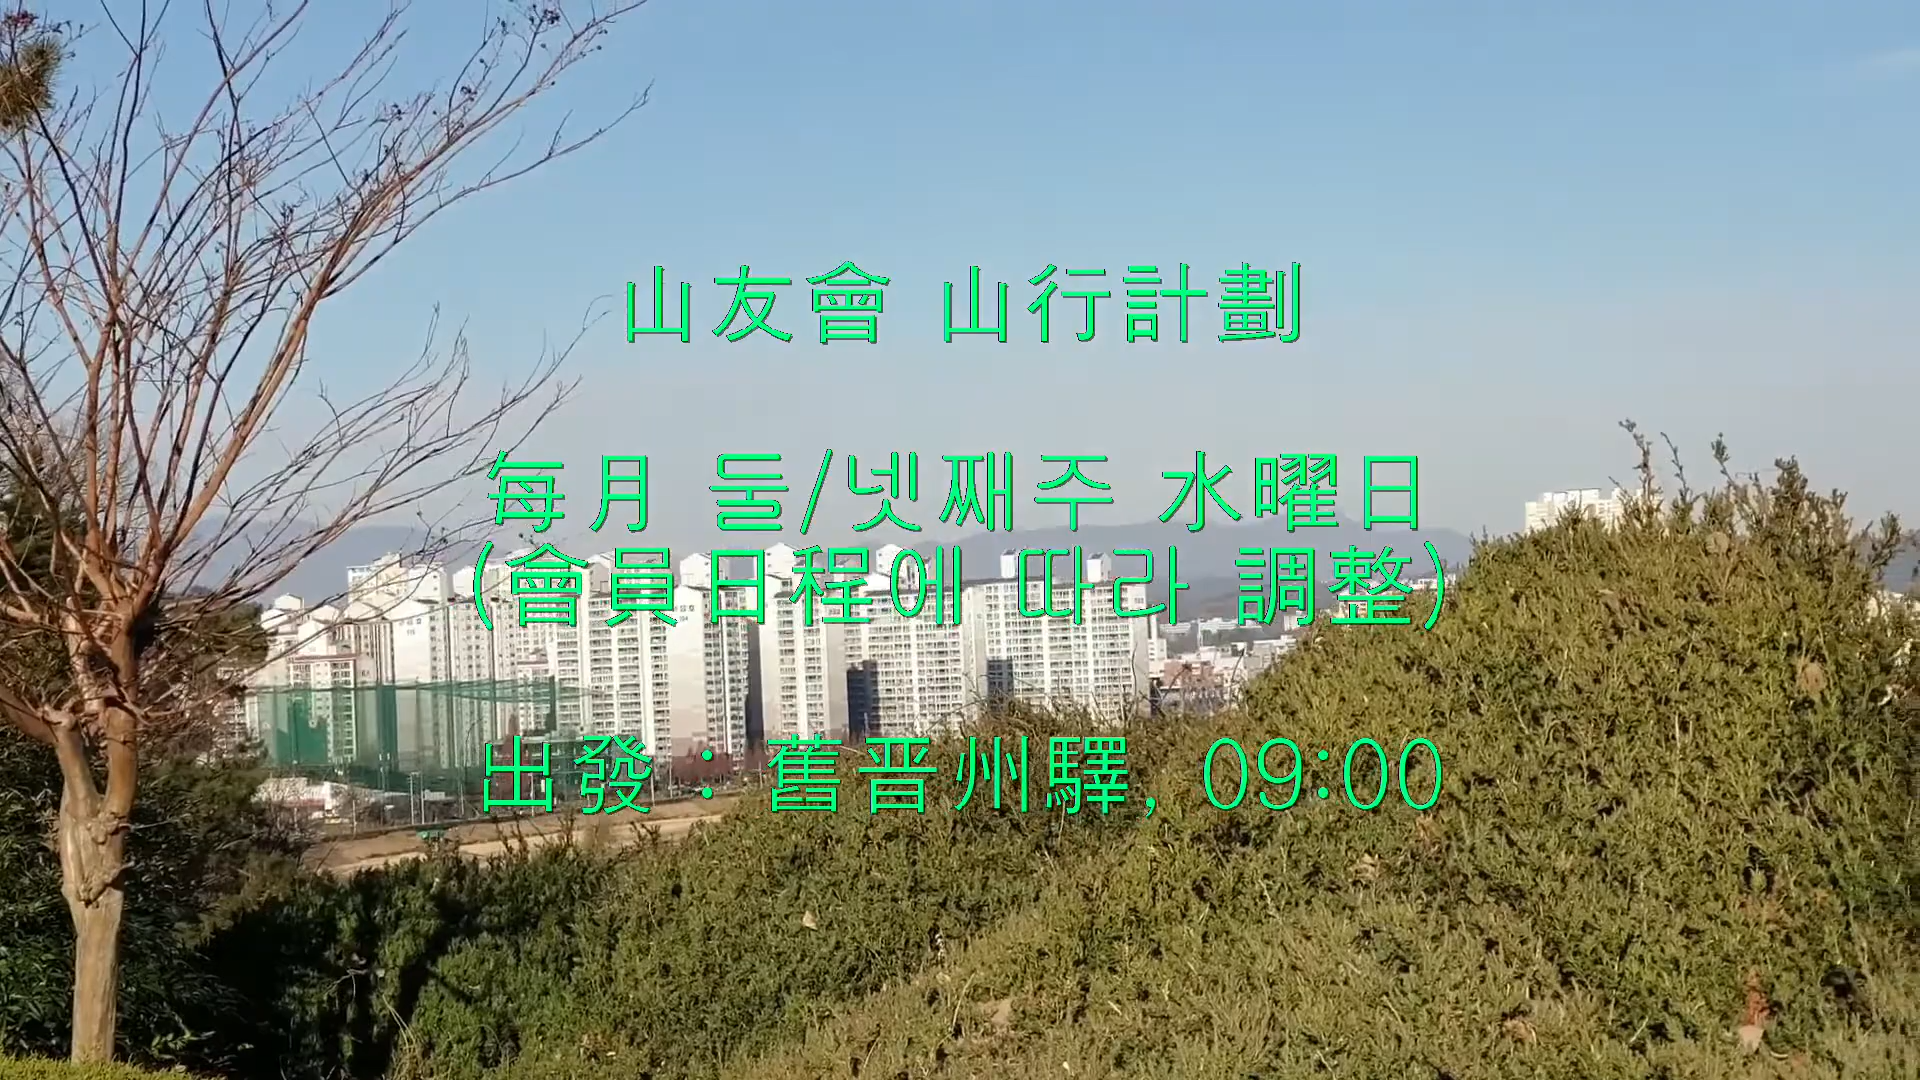 山友會 山行計劃
每月 둘/넷째주 水曜日
(會員日程에 따라 調整)
出發 : 舊晋州驛, 09:00